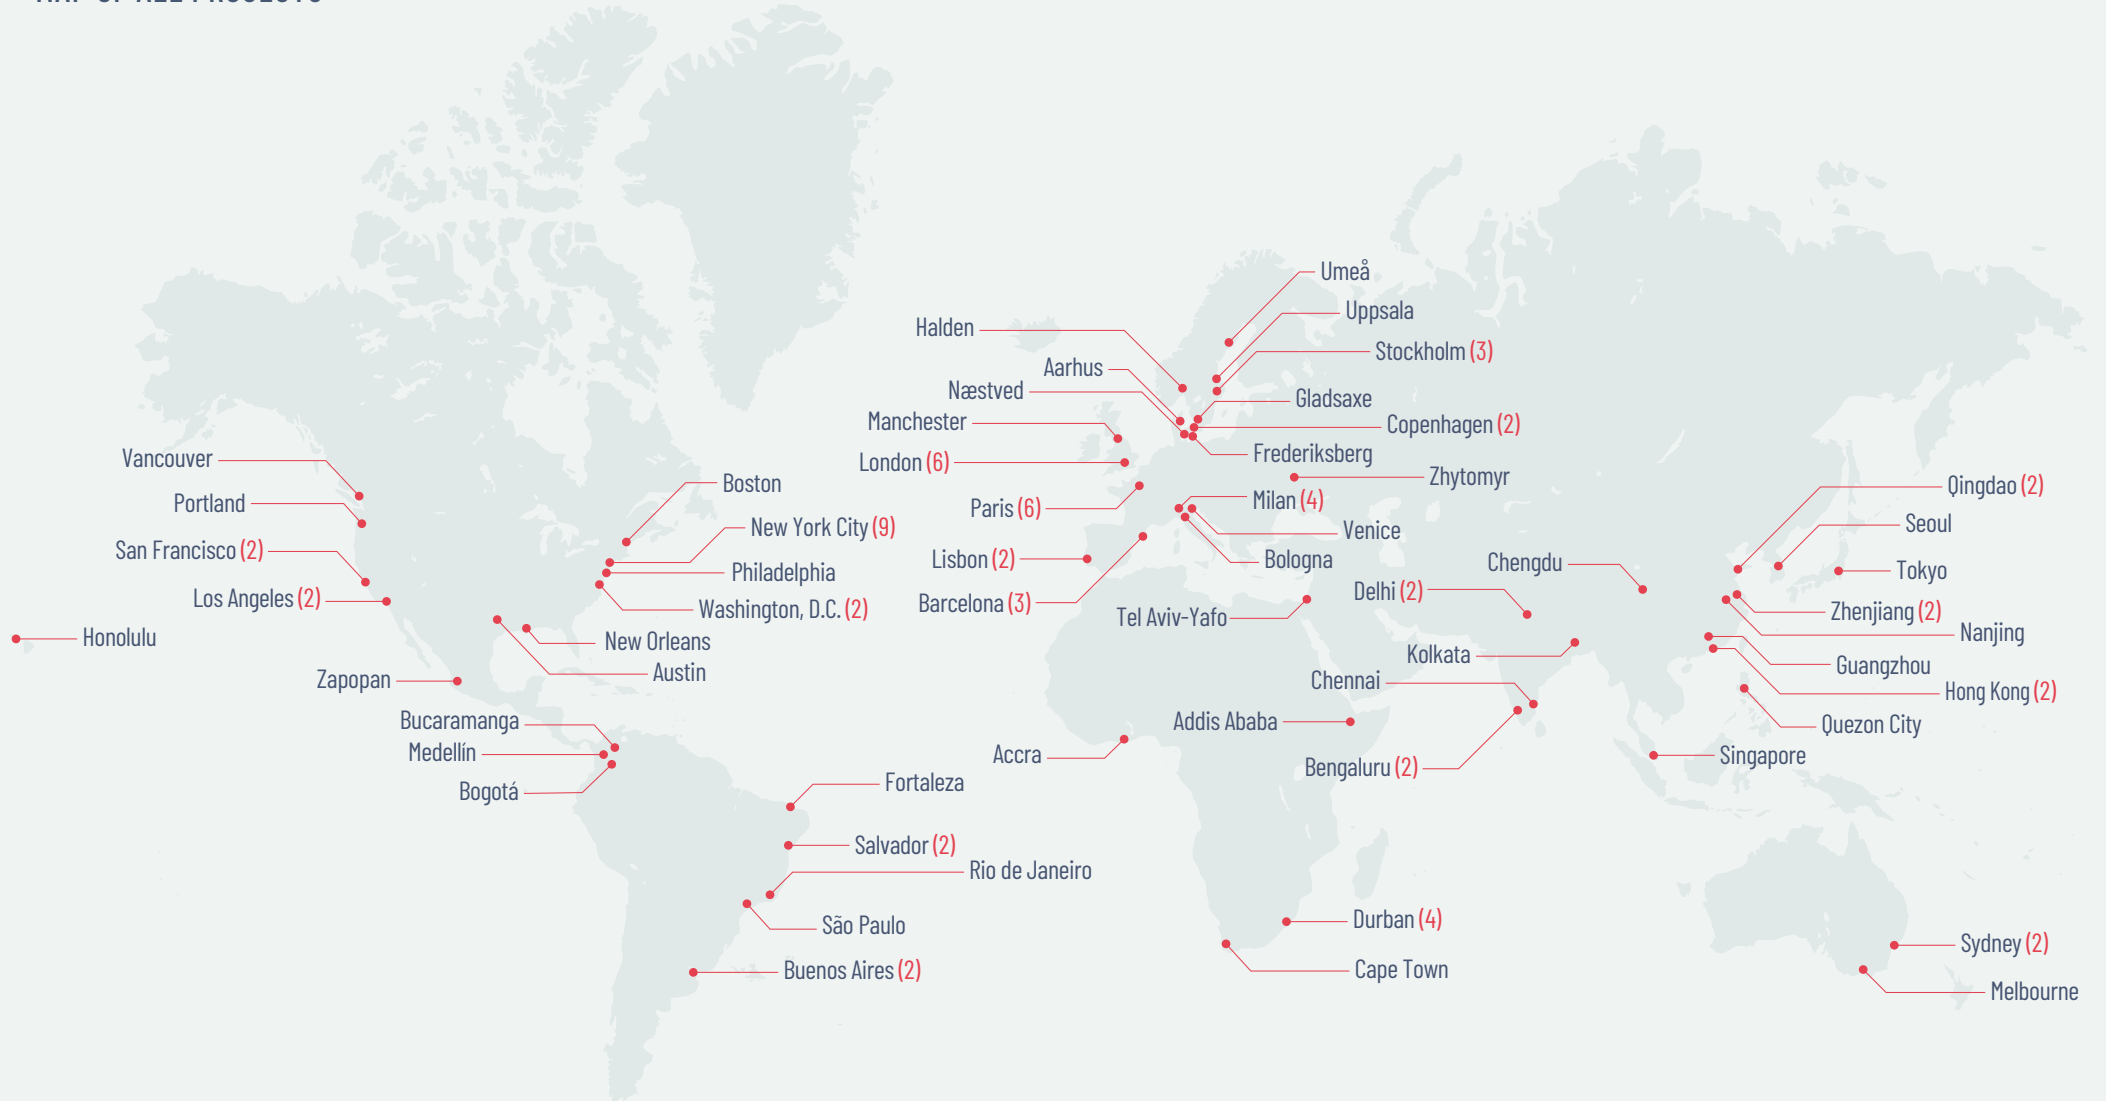 MAP OF ALL PROJECTS
Umeå
Uppsala
Halden
Stockholm (3)
Aarhus
Næstved
Gladsaxe
Manchester
Copenhagen (2)
Frederiksberg
Vancouver
London (6)
Zhytomyr
Boston
Qingdao (2)
Portland
Milan (4)
Paris (6)
New York City (9)
Seoul
Venice
San Francisco (2)
Lisbon (2)
Bologna
Chengdu
Philadelphia
Tokyo
Los Angeles (2)
Delhi (2)
Barcelona (3)
Washington, D.C. (2)
Zhenjiang (2)
Tel Aviv-Yafo
Nanjing
Honolulu
New Orleans
Kolkata
Guangzhou
Austin
Zapopan
Chennai
Hong Kong (2)
Bucaramanga
Addis Ababa
Quezon City
Medellín
Accra
Singapore
Bengaluru (2)
Fortaleza
Bogotá
Salvador (2)
Rio de Janeiro
São Paulo
Durban (4)
Sydney (2)
Buenos Aires (2)
Cape Town
Melbourne